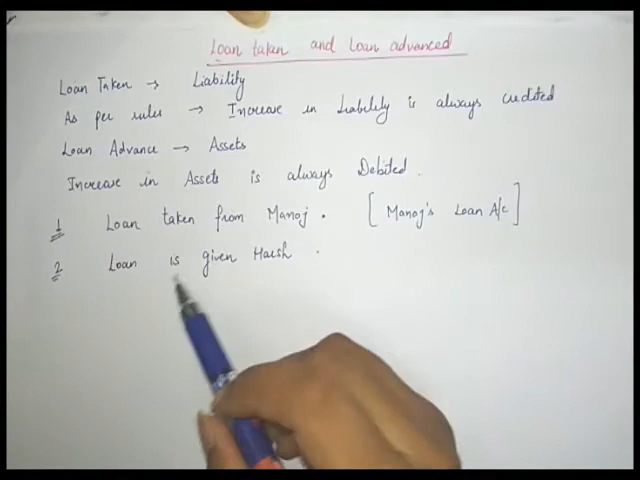 Loan taken and Loan advanced
Loan Taken → Liability
As per rules → Increase in Liability is always credited
Loan Advance → Assets
Increase in Assets is always Debited.
1 Loan taken from Manoj. [Manoj's Loan A/c]
2 Loan is given Harsh.